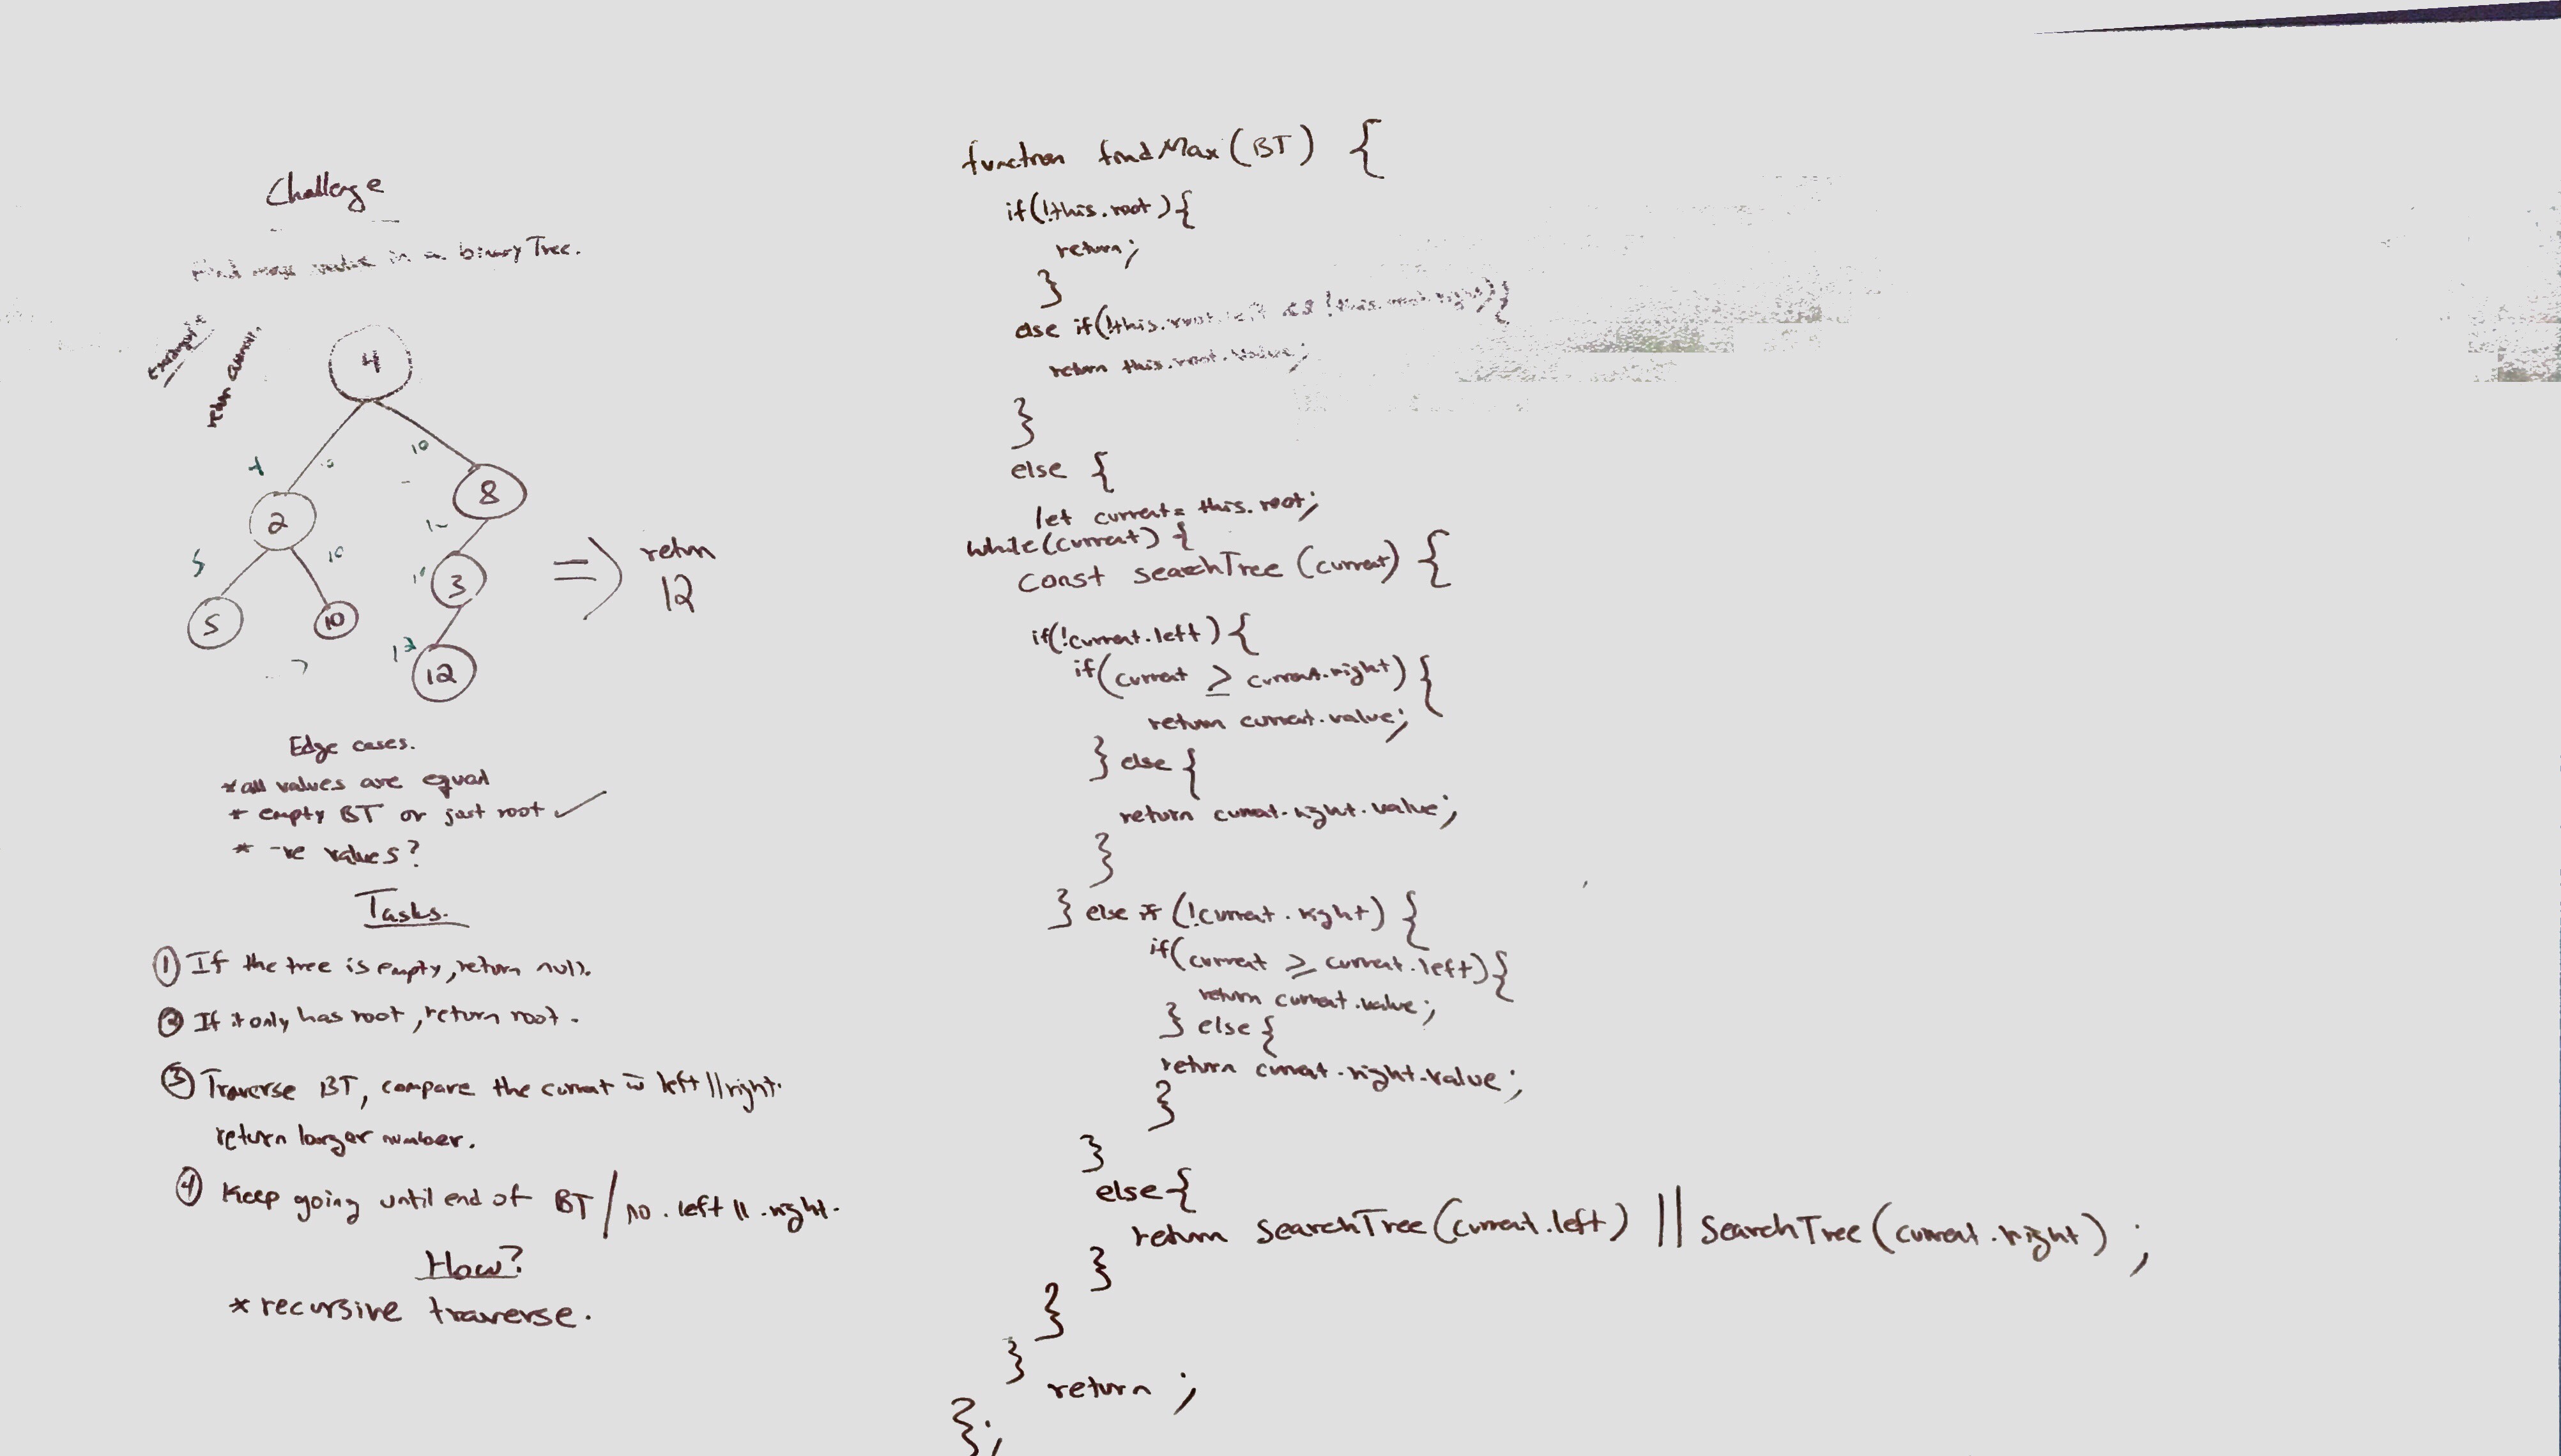 Challenge
Find max value in a binary Tree.
example
return
4
10
2
8
5
10
3
5
10
12
12
=> return
12
Edge cases.
* all values are equal
* empty BT or just root ✓
* -ve values?
Tasks.
① If the tree is empty, return null.
② If it only has root, return root.
③ Traverse BT, compare the current w̄ left || right.
return larger number.
④ Keep going until end of BT / no .left || .right.
How?
* recursive traverse.
function findMax(BT) {
if(!this.root){
return;
}
else if(!this.root.left && !this.root.right){
return this.root.value;
}
else {
let current = this.root;
while(current) {
const searchTree (current) {
if(!current.left) {
if(current ≥ current.right) {
return current.value;
} else {
return current.right.value;
}
} else if (!current.right) {
if(current ≥ current.left){
return current.value;
} else {
return current.right.value;
}
}
else {
return searchTree(current.left) || searchTree(current.right) ;
}
}
}
return ;
};